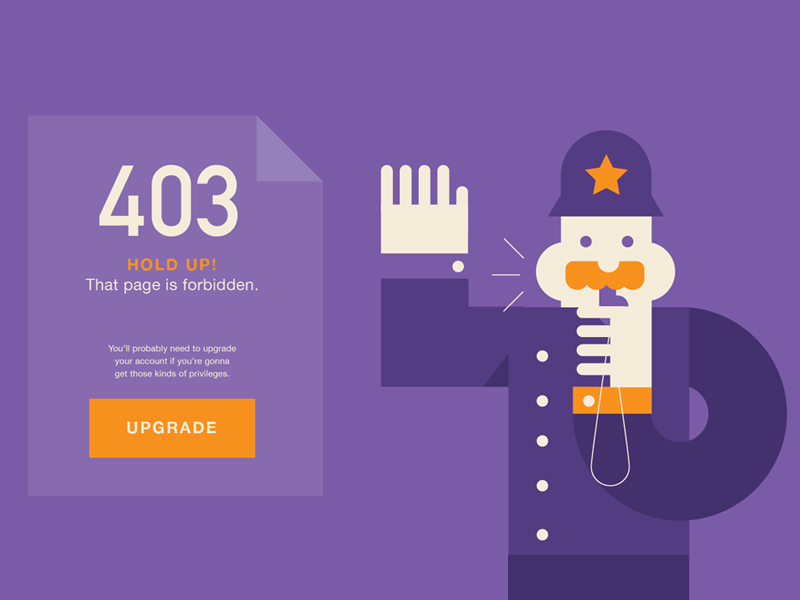 403
HOLD UP!
That page is forbidden.
You'll probably need to upgrade
your account if you're gonna
get those kinds of privileges.
UPGRADE